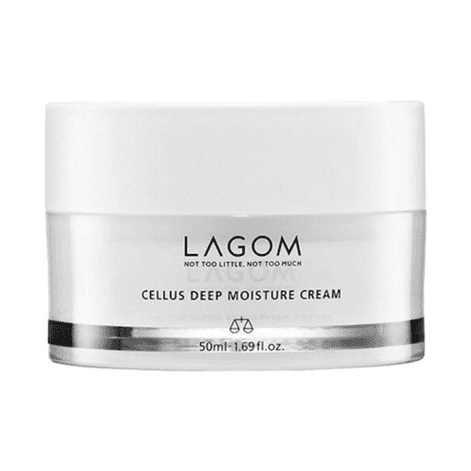 LAGOM
NOT TOO LITTLE, NOT TOO MUCH
CELLUS DEEP MOISTURE CREAM
50ml-1.69fl.oz.